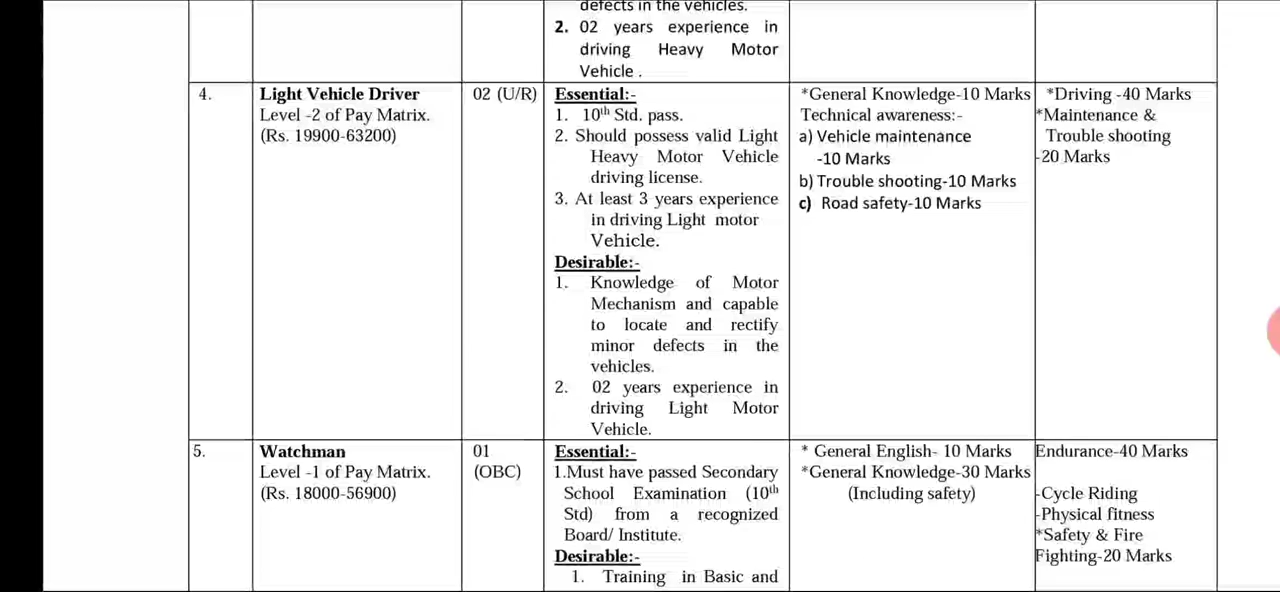 defects in the vehicles.
2. 02 years experience in
driving Heavy Motor
Vehicle .
4.
Light Vehicle Driver
Level -2 of Pay Matrix.
(Rs. 19900-63200)
02 (U/R)
Essential:-
1. 10th Std. pass.
2. Should possess valid Light
Heavy Motor Vehicle
driving license.
3. At least 3 years experience
in driving Light motor
Vehicle.
Desirable:-
1. Knowledge of Motor
Mechanism and capable
to locate and rectify
minor defects in the
vehicles.
2. 02 years experience in
driving Light Motor
Vehicle.
*General Knowledge-10 Marks
Technical awareness:-
a) Vehicle maintenance
-10 Marks
b) Trouble shooting-10 Marks
c) Road safety-10 Marks
*Driving -40 Marks
*Maintenance &
Trouble shooting
-20 Marks
5.
Watchman
Level -1 of Pay Matrix.
(Rs. 18000-56900)
01
(OBC)
Essential:-
1.Must have passed Secondary
School Examination (10th
Std) from a recognized
Board/ Institute.
Desirable:-
1. Training in Basic and
* General English- 10 Marks
*General Knowledge-30 Marks
(Including safety)
Endurance-40 Marks
-Cycle Riding
-Physical fitness
*Safety & Fire
Fighting-20 Marks